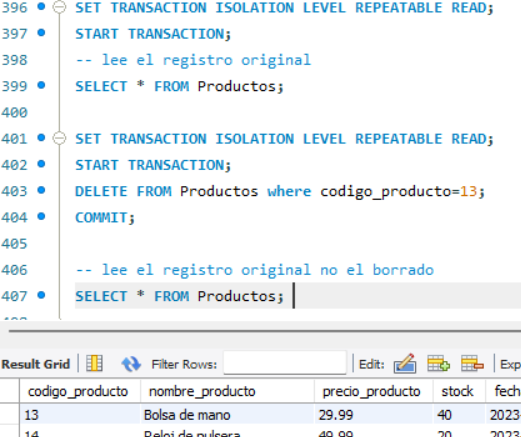 396 SET TRANSACTION ISOLATION LEVEL REPEATABLE READ;
397 START TRANSACTION;
398 -- lee el registro original
399 SELECT * FROM Productos;
400
401 SET TRANSACTION ISOLATION LEVEL REPEATABLE READ;
402 START TRANSACTION;
403 DELETE FROM Productos where codigo_producto=13;
404 COMMIT;
405
406 -- lee el registro original no el borrado
407 SELECT * FROM Productos;
Result Grid Filter Rows: Edit: Exp
codigo_producto nombre_producto precio_producto stock fech
13 Bolsa de mano 29.99 40 2023-
14 Reloj de pulsera 49.99 20 2023-